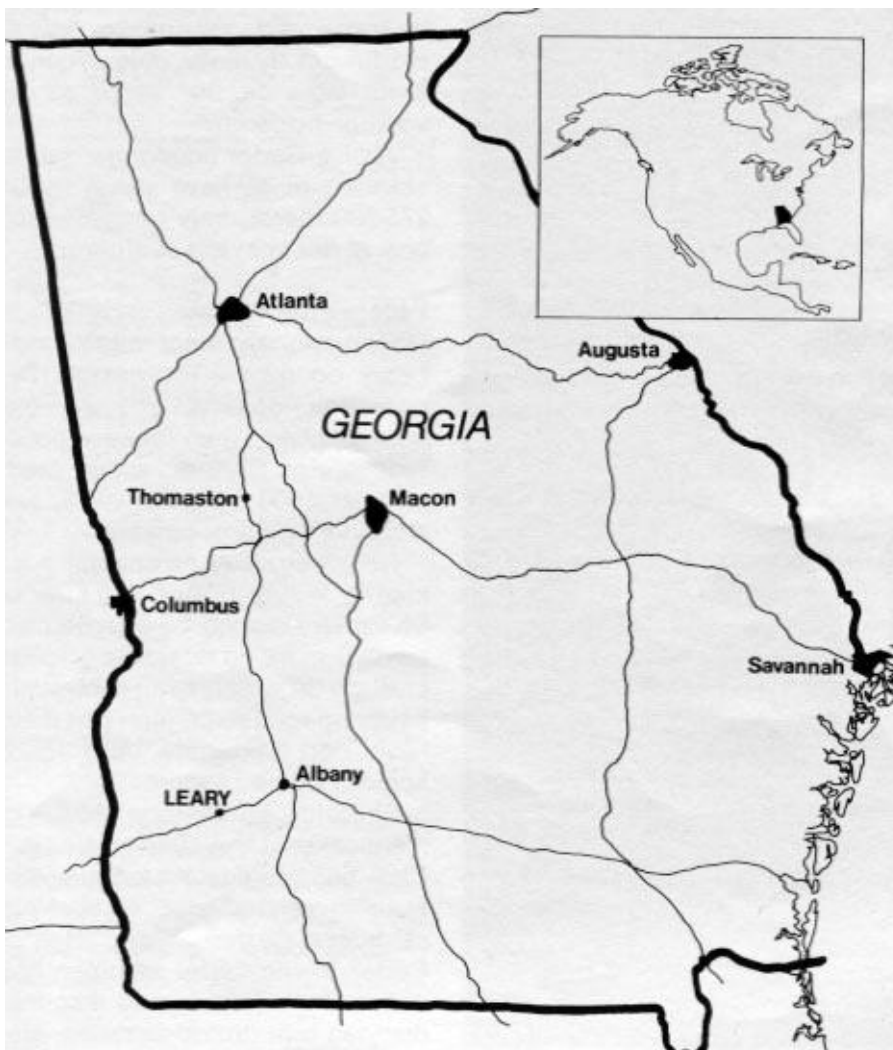 Atlanta
Augusta
GEORGIA
Thomaston
Macon
Columbus
Savannah
Albany
LEARY